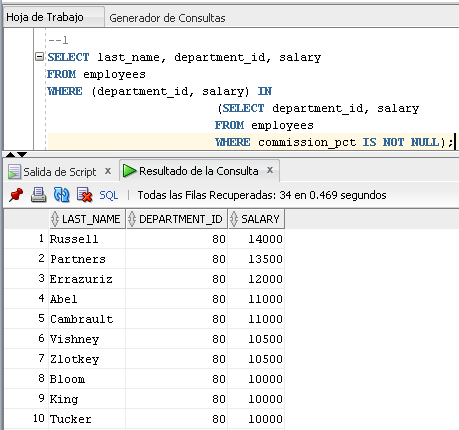 Hoja de Trabajo Generador de Consultas
--1
SELECT last_name, department_id, salary
FROM employees
WHERE (department_id, salary) IN
(SELECT department_id, salary
FROM employees
WHERE commission_pct IS NOT NULL);
Salida de Script x Resultado de la Consulta x
SQL | Todas las Filas Recuperadas: 34 en 0.469 segundos
LAST_NAME DEPARTMENT_ID SALARY
1 Russell 80 14000
2 Partners 80 13500
3 Errazuriz 80 12000
4 Abel 80 11000
5 Cambrault 80 11000
6 Vishney 80 10500
7 Zlotkey 80 10500
8 Bloom 80 10000
9 King 80 10000
10 Tucker 80 10000